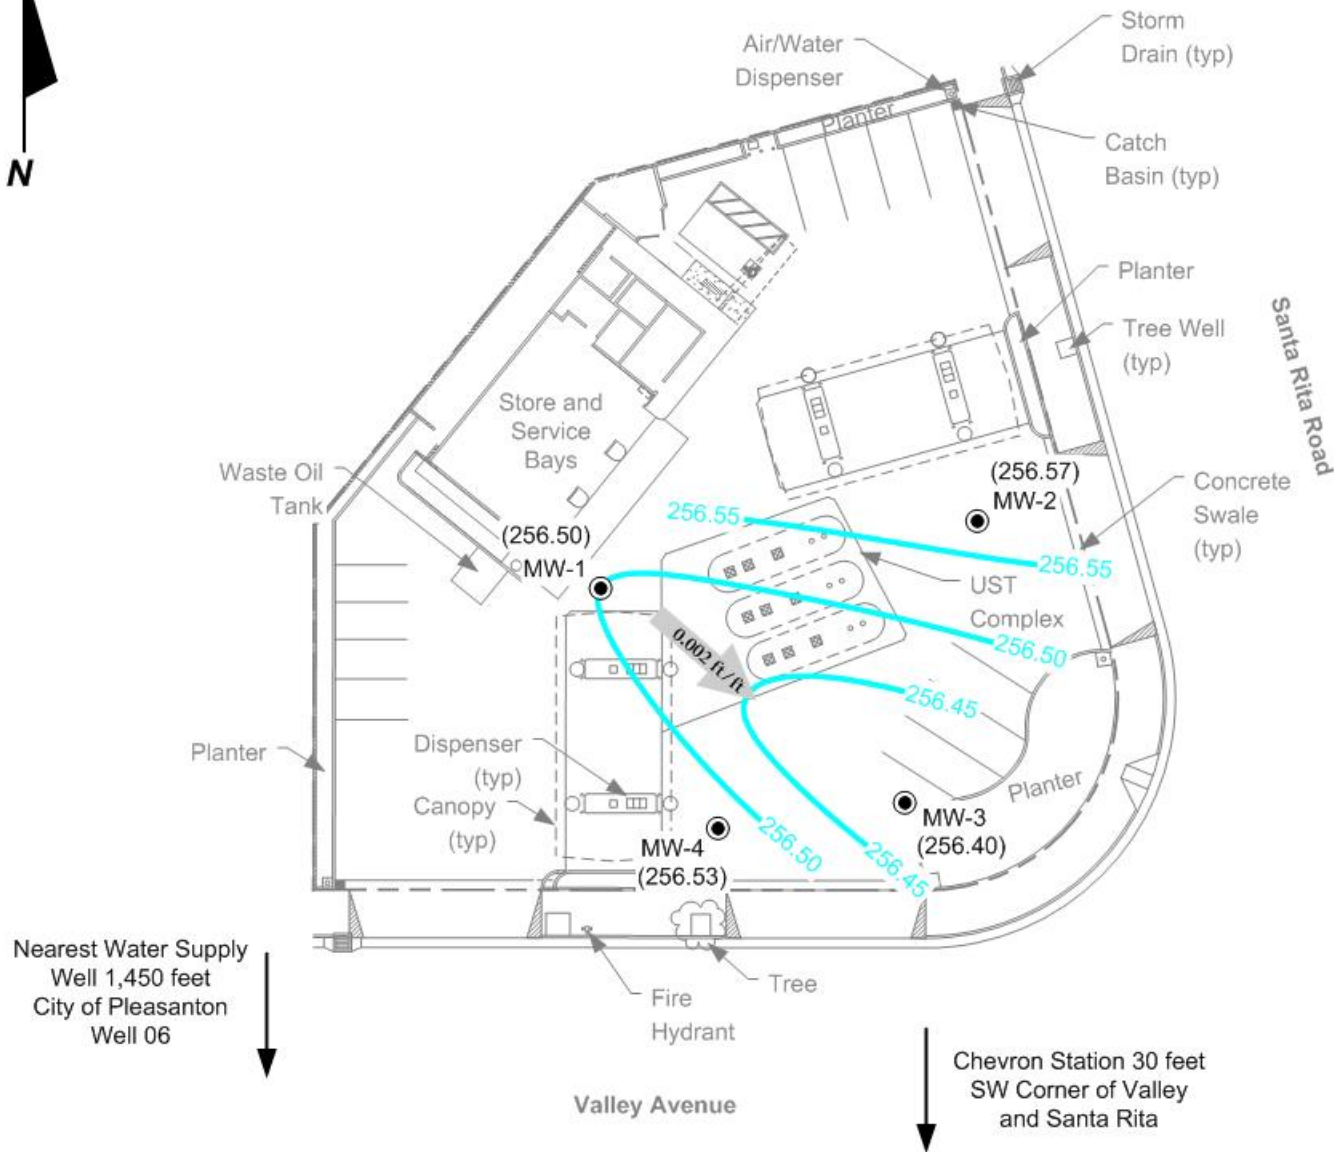 Storm
Drain (typ)
Air/Water
Dispenser
Planter
Catch
Basin (typ)
N
Planter
Santa Rita Road
Tree Well
(typ)
Store and
Service
Bays
Waste Oil
Tank
(256.57)
MW-2
Concrete
Swale
(typ)
256.55
(256.50)
MW-1
256.55
UST
Complex
0.002 ft/ft
256.50
256.45
Planter
Dispenser
(typ)
Canopy
(typ)
Planter
MW-3
(256.40)
256.50
MW-4
(256.53)
256.45
Nearest Water Supply
Well 1,450 feet
City of Pleasanton
Well 06
Tree
Fire
Hydrant
Chevron Station 30 feet
SW Corner of Valley
and Santa Rita
Valley Avenue